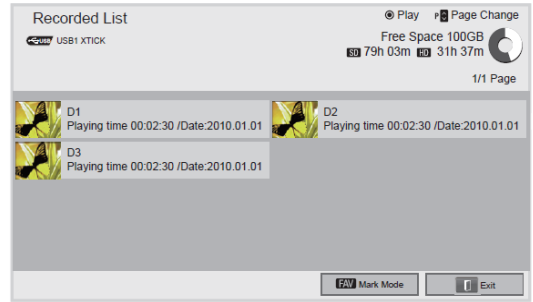 Recorded List
Play P Page Change
USB USB1 XTICK
Free Space 100GB
SD 79h 03m HD 31h 37m
1/1 Page
D1
Playing time 00:02:30 /Date:2010.01.01
D2
Playing time 00:02:30 /Date:2010.01.01
D3
Playing time 00:02:30 /Date:2010.01.01
FAV Mark Mode
Exit